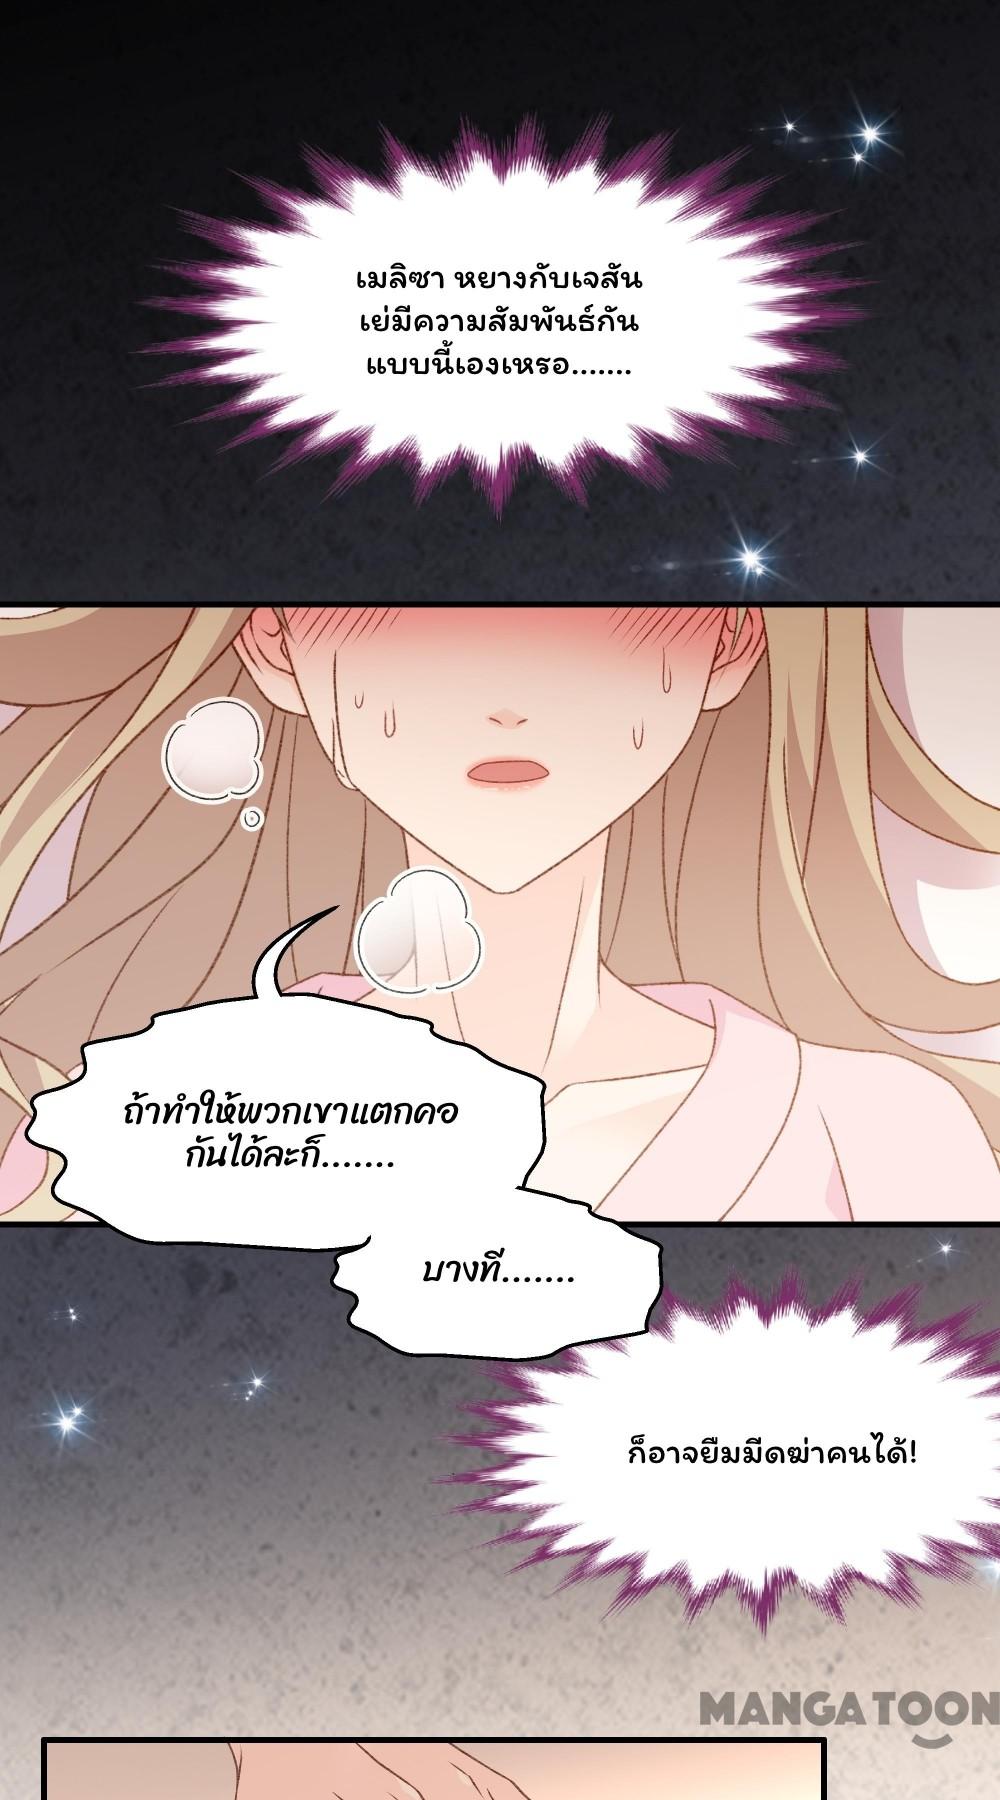 เมลิซา หยางกับเจสัน
เย่มีความสัมพันธ์กัน
แบบนี้เองเหรอ.......
ถ้าทำให้พวกเขาแตกคอ
กันได้ละก็.......
บางที.......
ก็อาจยืมมีดฆ่าคนได้!
MANGATOON